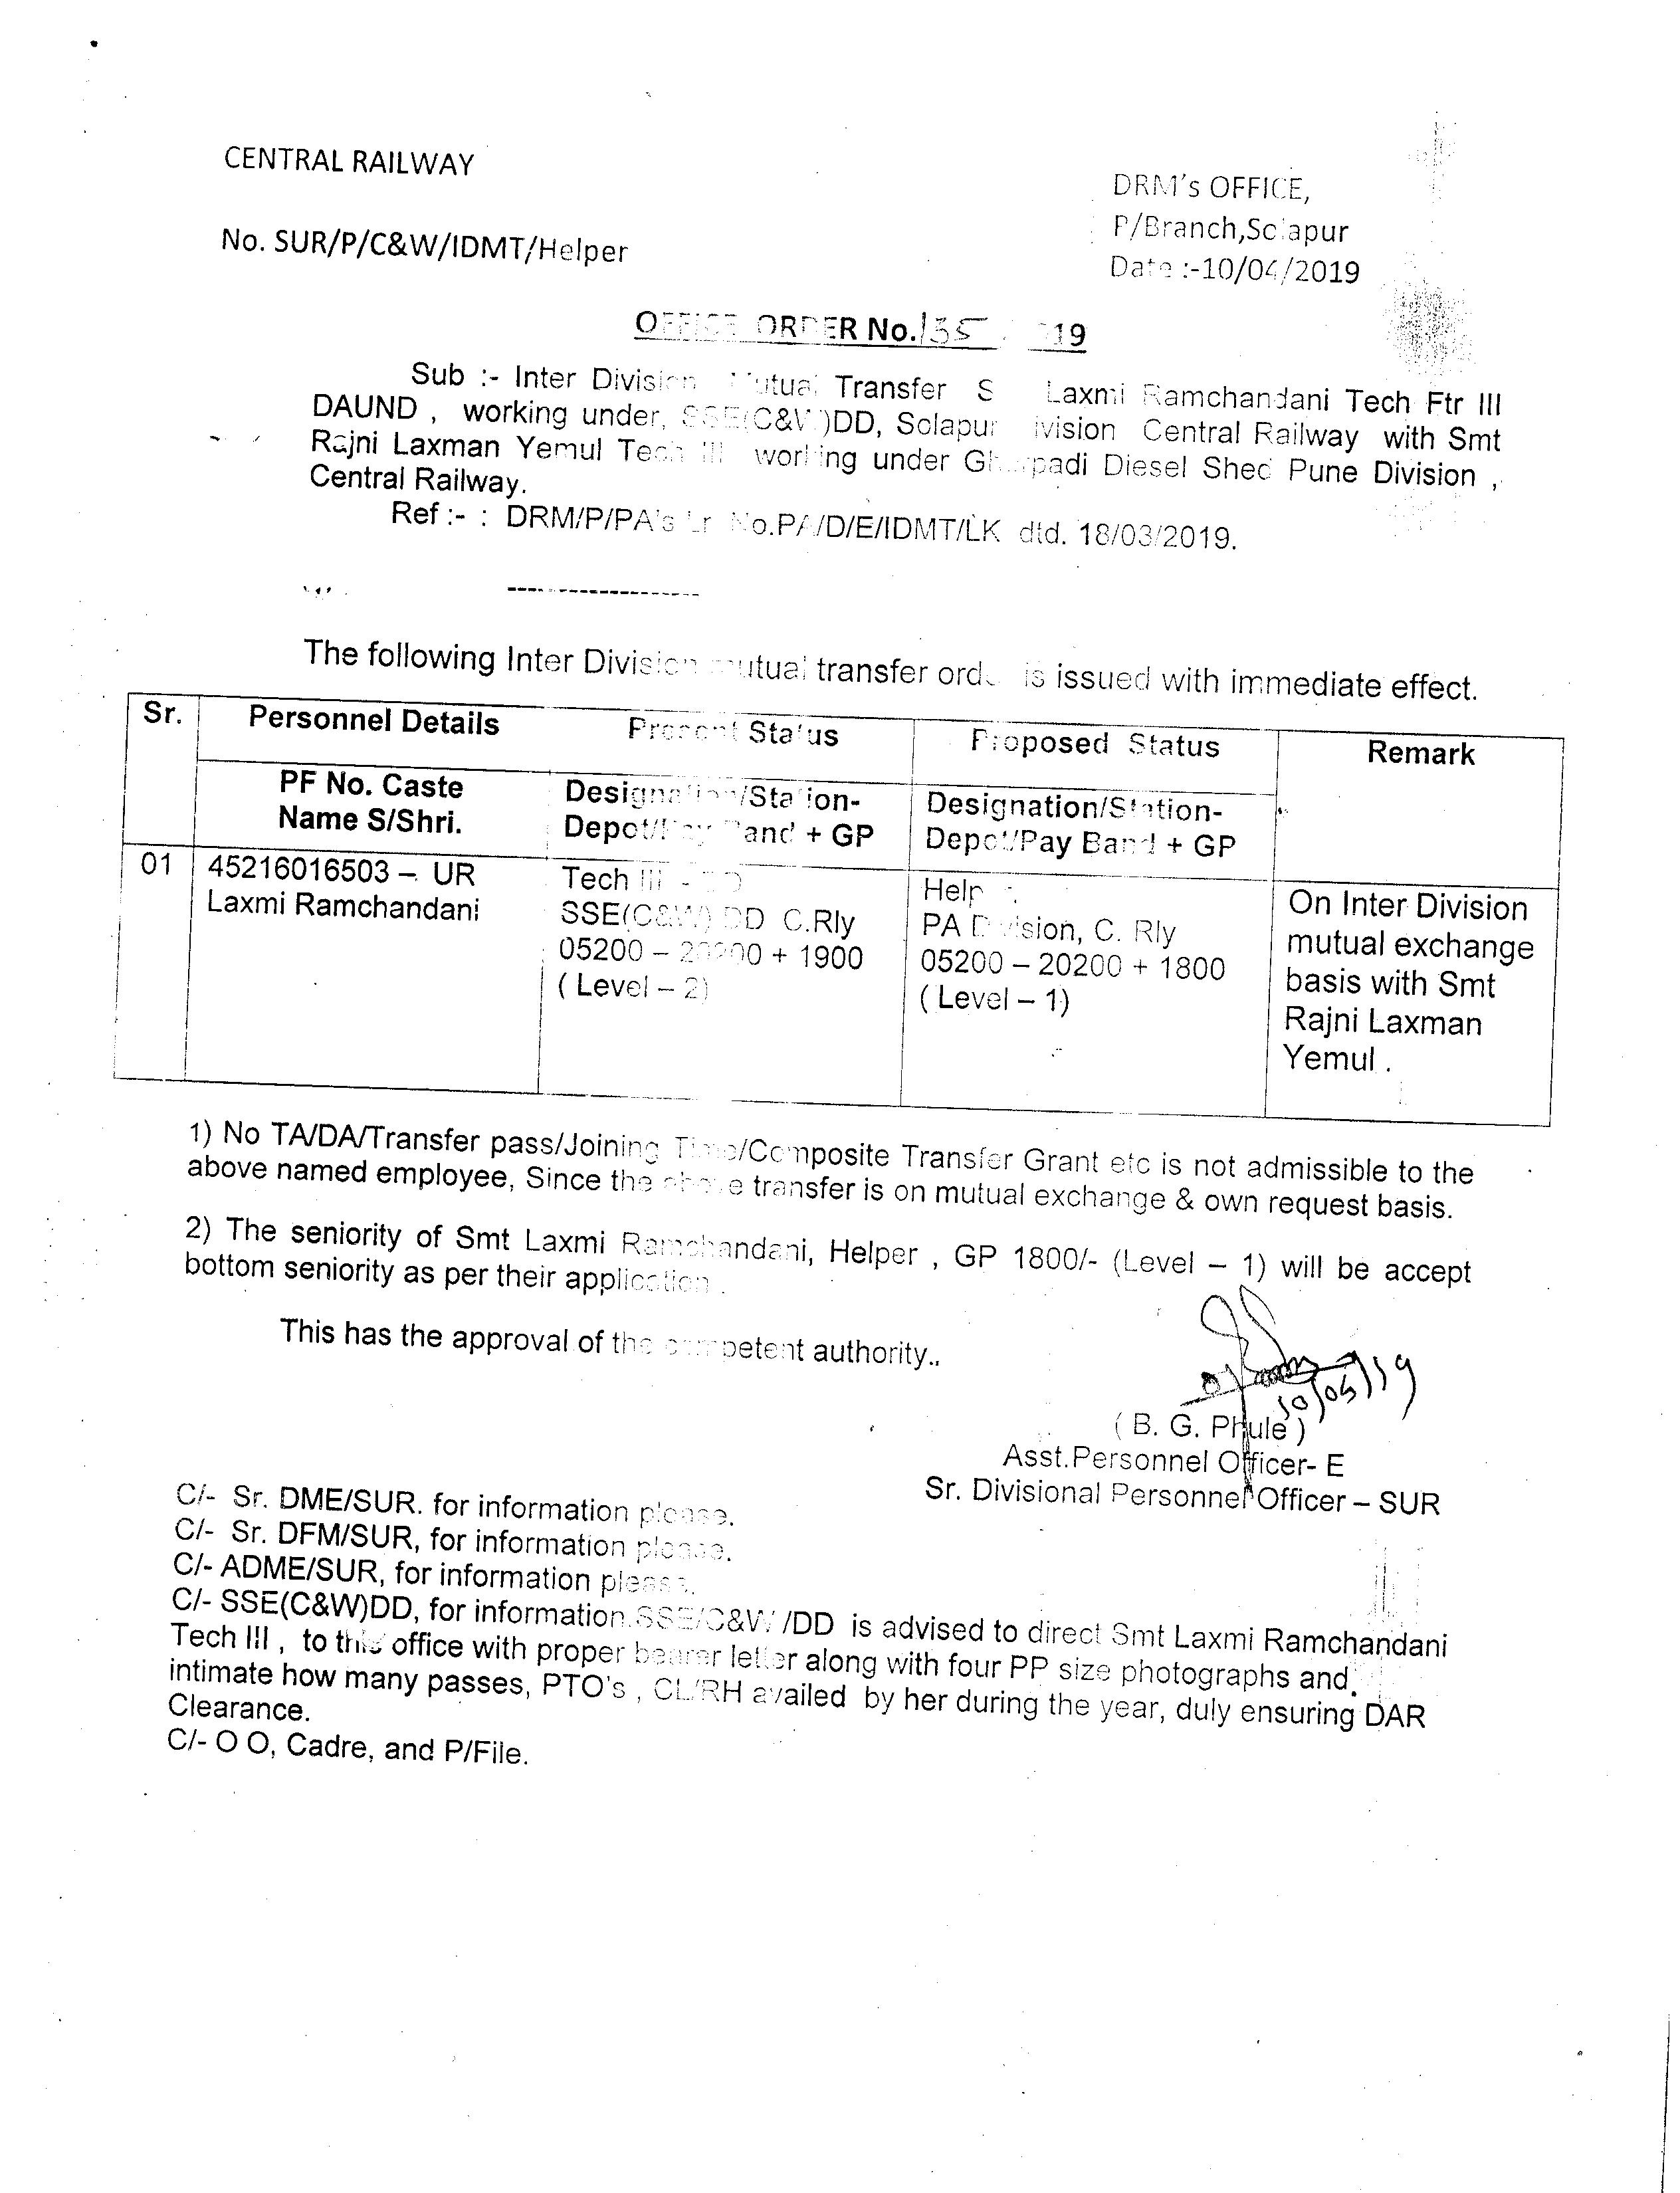 CENTRAL RAILWAY
DRM's OFFICE,
No. SUR/P/C&W/IDMT/Helper
P/Branch,Solapur
Date :-10/04/2019
OFFICE ORDER No.135 19
Sub :- Inter Division Mutual Transfer S Laxmi Ramchandani Tech Ftr III
DAUND , working under, SSE(C&W)DD, Solapur ivision Central Railway with Smt
Rajni Laxman Yemul Tech III working under Ghorpadi Diesel Shed Pune Division ,
Central Railway.
Ref :- : DRM/P/PA's Lr No.PA/D/E/IDMT/LK dtd. 18/03/2019.
--------------------
The following Inter Division mutual transfer orde is issued with immediate effect.
Sr. Personnel Details Present Status Proposed Status Remark
PF No. Caste Designation/Station- Designation/Station-
Name S/Shri. Depot/Pay Band + GP Depot/Pay Band + GP
01 45216016503 – UR Tech III - DD Help On Inter Division
Laxmi Ramchandani SSE(C&W) DD C.Rly PA Division, C. Rly mutual exchange
05200 – 20200 + 1900 05200 – 20200 + 1800 basis with Smt
( Level – 2) ( Level – 1) Rajni Laxman
Yemul .
1) No TA/DA/Transfer pass/Joining Time/Composite Transfer Grant etc is not admissible to the
above named employee, Since the above transfer is on mutual exchange & own request basis.
2) The seniority of Smt Laxmi Ramchandani, Helper , GP 1800/- (Level – 1) will be accept
bottom seniority as per their application .
This has the approval of the competent authority..
10/04/19
( B. G. Phule )
Asst.Personnel Officer- E
Sr. Divisional Personnel Officer – SUR
C/- Sr. DME/SUR. for information please.
C/- Sr. DFM/SUR, for information please.
C/- ADME/SUR, for information please.
C/- SSE(C&W)DD, for information.SSE/C&W/DD is advised to direct Smt Laxmi Ramchandani
Tech III , to this office with proper bearer letter along with four PP size photographs and
intimate how many passes, PTO's , CL/RH availed by her during the year, duly ensuring DAR
Clearance.
C/- O O, Cadre, and P/File.